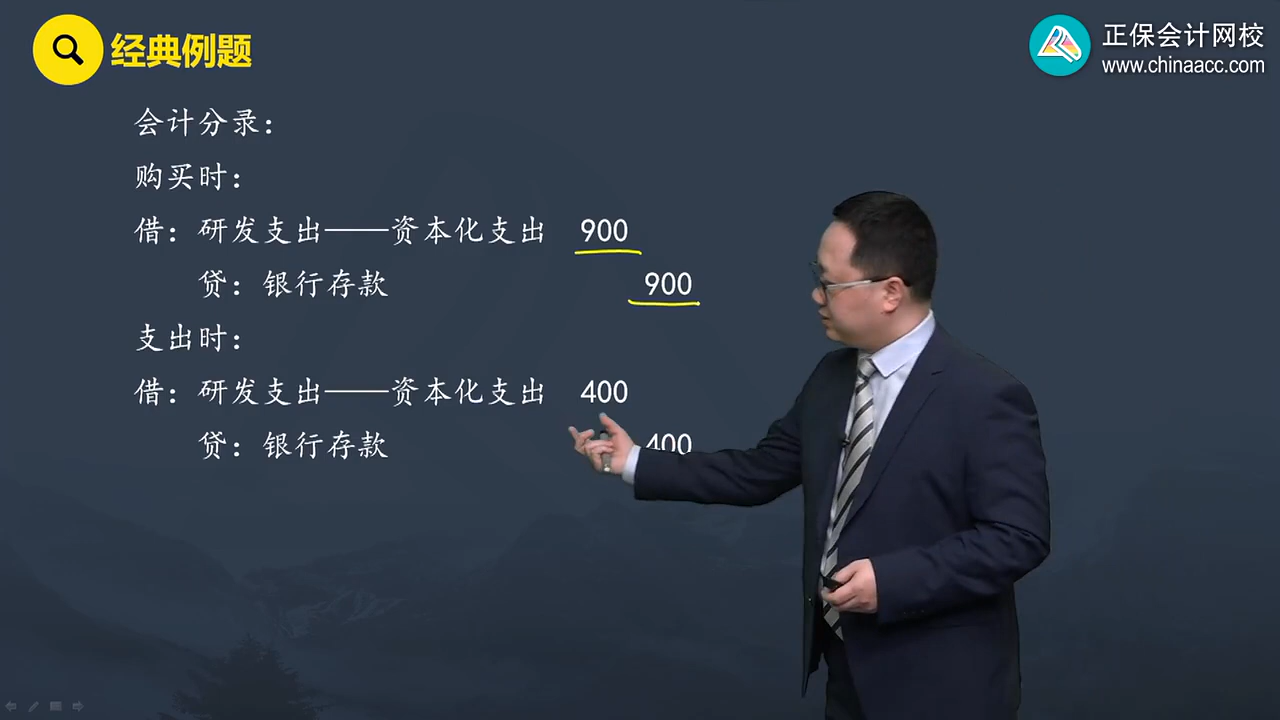 经典例题
正保会计网校
www.chinaacc.com
会计分录：
购买时：
借：研发支出——资本化支出 900
贷：银行存款 900
支出时：
借：研发支出——资本化支出 400
贷：银行存款 400